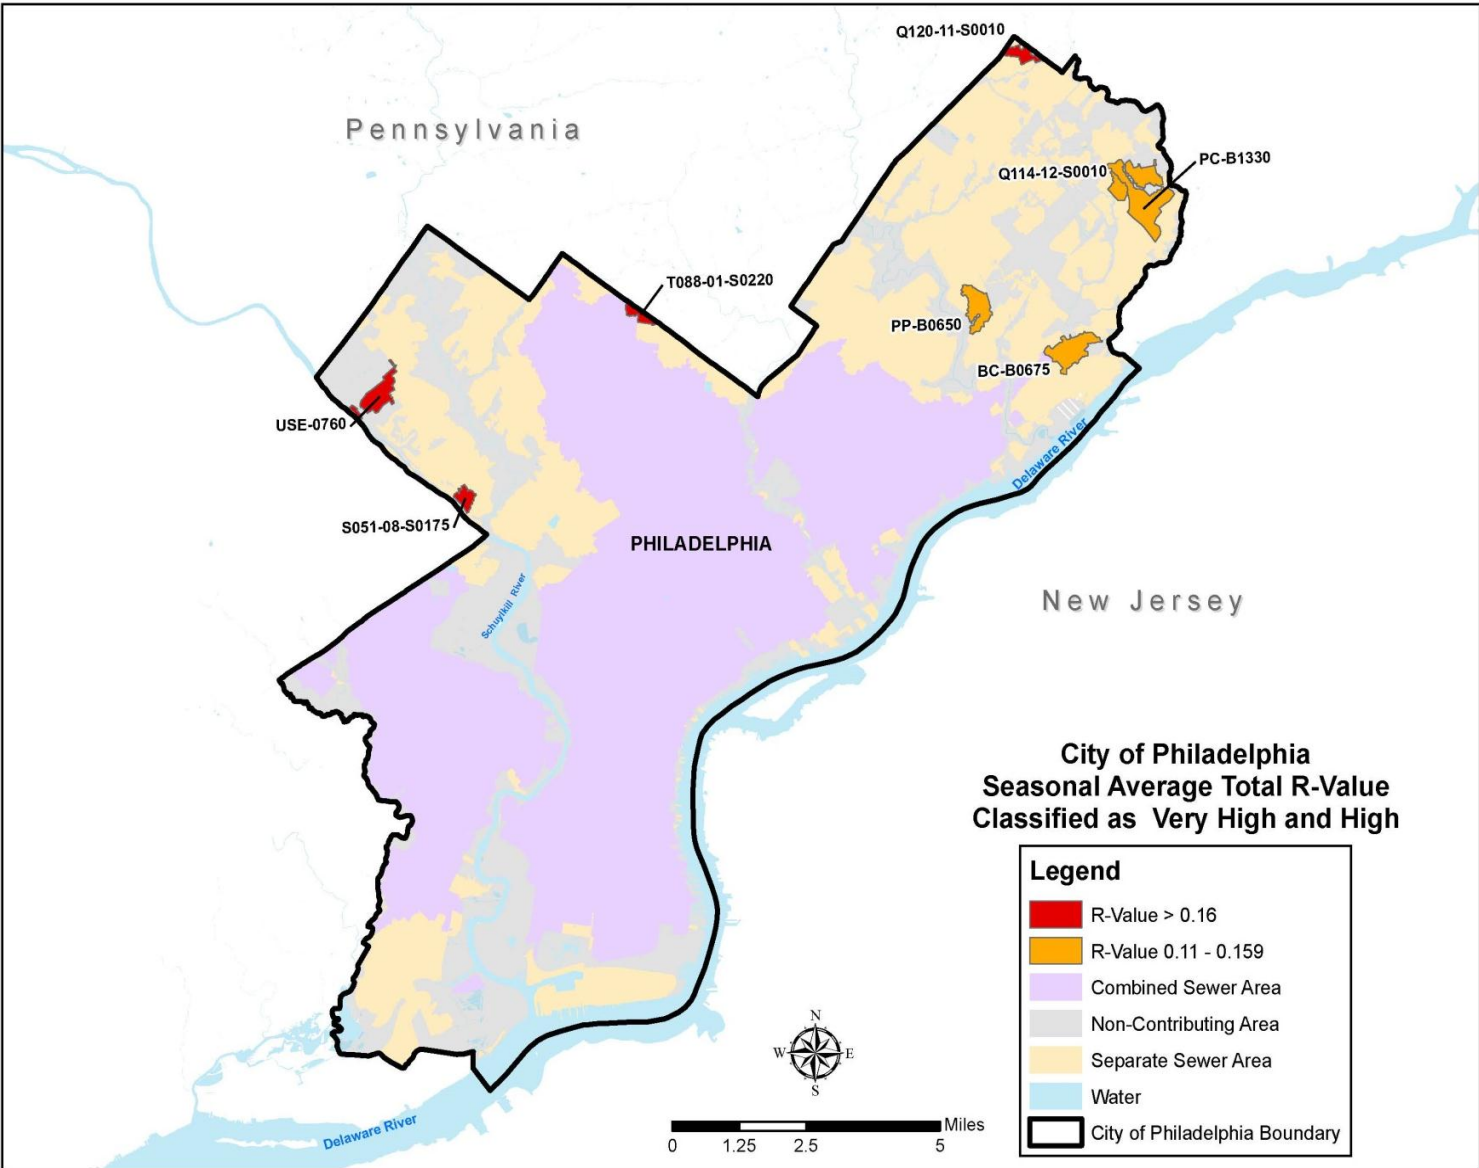 Q120-11-S0010
Pennsylvania
PC-B1330
Q114-12-S0010
T088-01-S0220
PP-B0650
BC-B0675
USE-0760
Delaware River
S051-08-S0175
PHILADELPHIA
Schuylkill River
New Jersey
City of Philadelphia
Seasonal Average Total R-Value
Classified as Very High and High
Legend
R-Value > 0.16
R-Value 0.11 - 0.159
Combined Sewer Area
Non-Contributing Area
Separate Sewer Area
Water
City of Philadelphia Boundary
N
W E
S
Miles
0 1.25 2.5 5
Delaware River